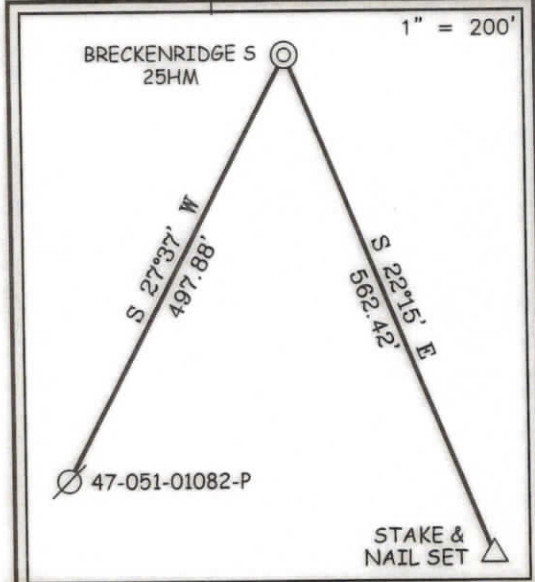 1" = 200'
BRECKENRIDGE S
25HM
S 27°37' W
497.88'
S 22°15' E
562.42'
47-051-01082-P
STAKE &
NAIL SET